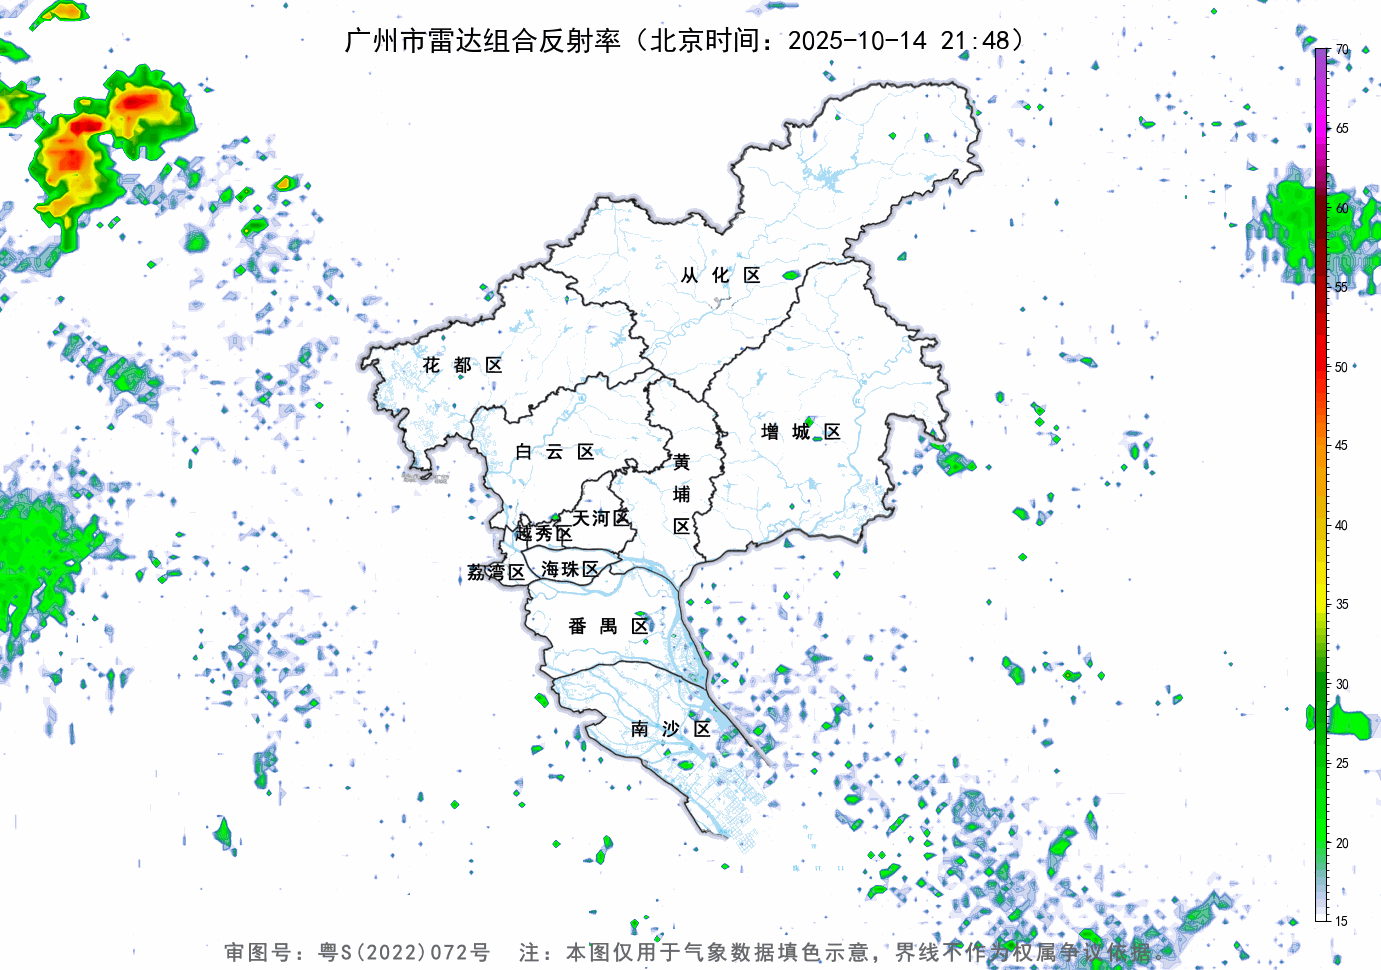 广州市雷达组合反射率（北京时间：2025-10-14 21:48）
70
65
60
55
50
45
40
35
30
25
20
15
从化区
花都区
增城区
白云区
黄埔区
天河区
越秀区
荔湾区
海珠区
番禺区
南沙区
审图号：粤S(2022)072号 注：本图仅用于气象数据填色示意，界线不作为权属争议依据。